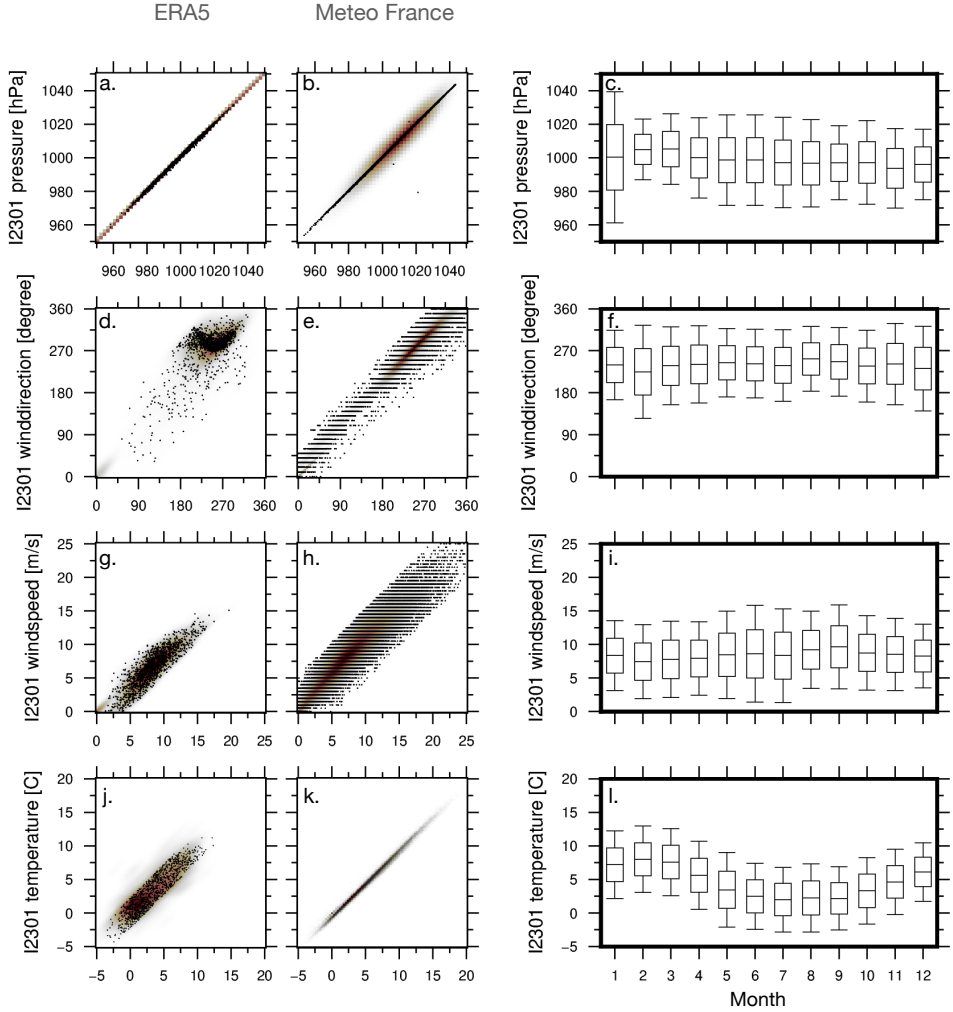 ERA5 Meteo France
I2301 pressure [hPa]
1040
1020
1000
980
960
a.
960 980 1000 1020 1040
b.
960 980 1000 1020 1040
I2301 pressure [hPa]
1040
1020
1000
980
960
c.
I2301 winddirection [degree]
360
270
180
90
0
d.
0 90 180 270 360
e.
0 90 180 270 360
I2301 winddirection [degree]
360
270
180
90
0
f.
I2301 windspeed [m/s]
25
20
15
10
5
0
g.
0 5 10 15 20 25
h.
0 5 10 15 20 25
I2301 windspeed [m/s]
25
20
15
10
5
0
i.
I2301 temperature [C]
20
15
10
5
0
−5
j.
−5 0 5 10 15 20
k.
−5 0 5 10 15 20
I2301 temperature [C]
20
15
10
5
0
−5
l.
1 2 3 4 5 6 7 8 9 10 11 12
Month